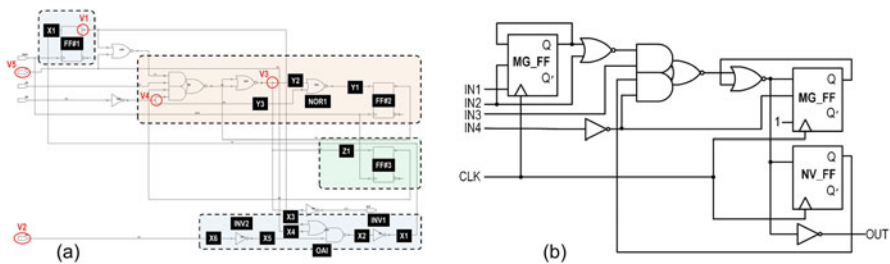 V1
X1
FF#1
V5
V3
Y2
Y1
V4
Y3
NOR1
FF#2
Z1
FF#3
V2
X3
INV2
INV1
X4
X6
X5
X2
X1
OAI
(a)
Q
MG_FF
Q'
IN1
IN2
IN3
IN4
1
CLK
Q
MG_FF
Q'
Q
NV_FF
Q'
OUT
(b)